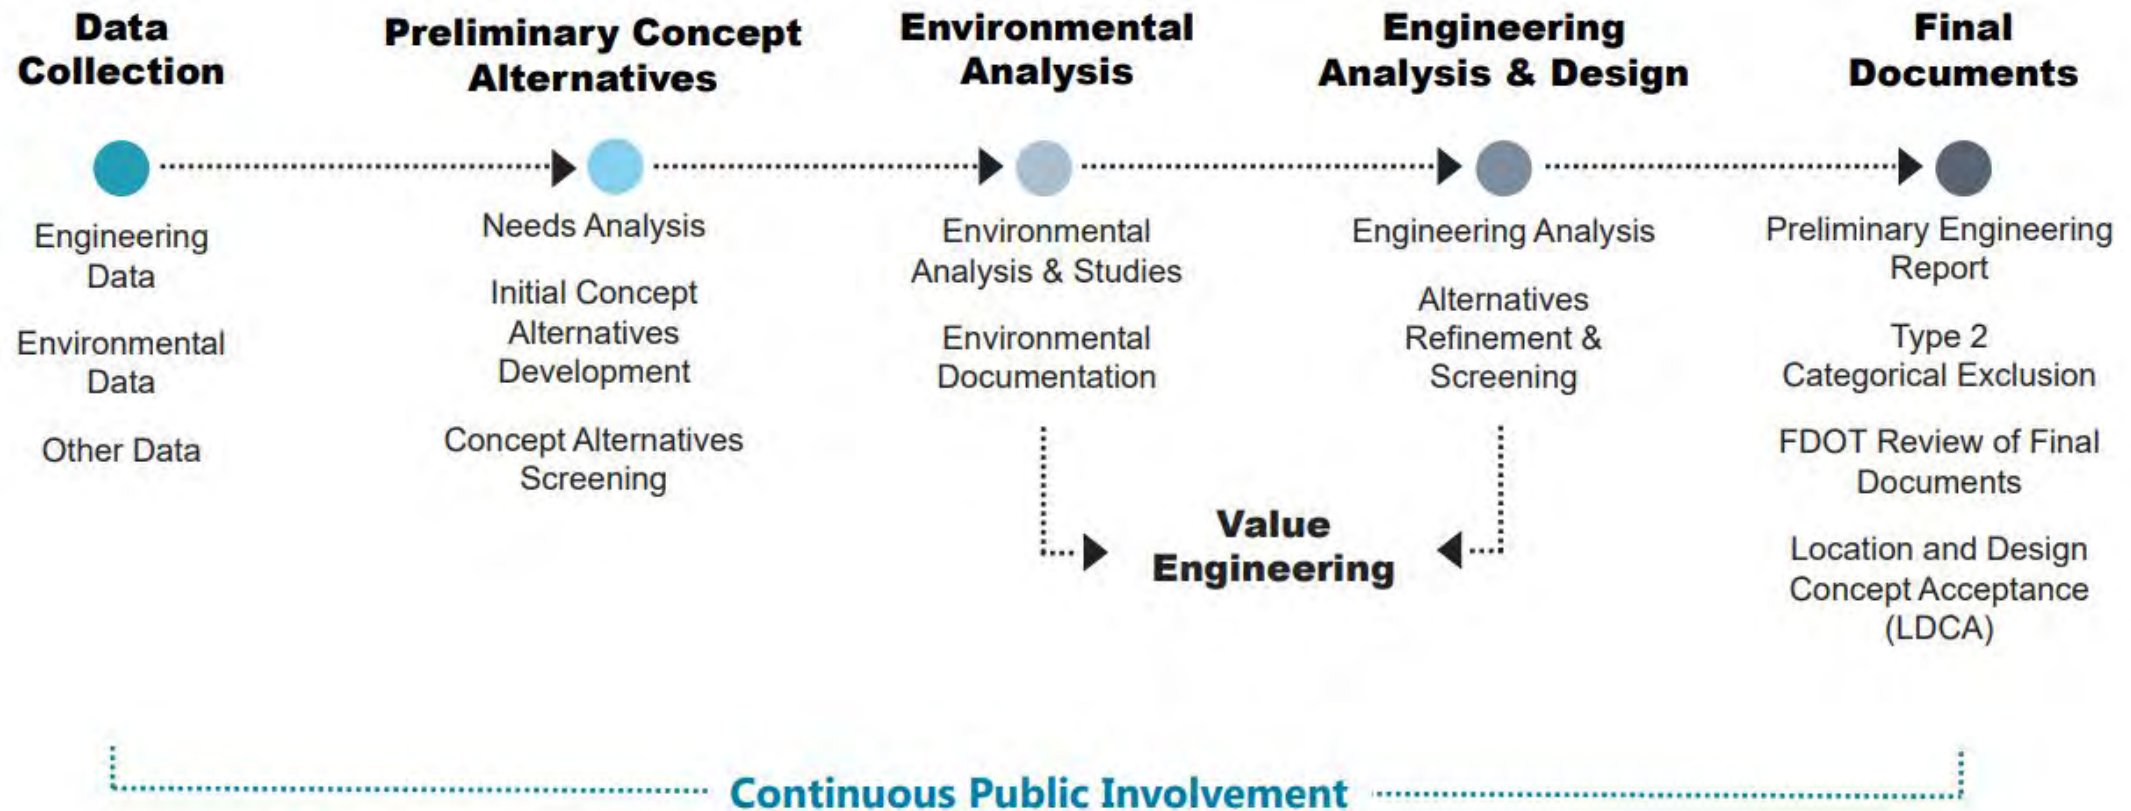 Data
Collection
Preliminary Concept
Alternatives
Environmental
Analysis
Engineering
Analysis & Design
Final
Documents
Engineering
Data
Environmental
Data
Other Data
Needs Analysis
Initial Concept
Alternatives
Development
Concept Alternatives
Screening
Environmental
Analysis & Studies
Environmental
Documentation
Engineering Analysis
Alternatives
Refinement &
Screening
Value
Engineering
Preliminary Engineering
Report
Type 2
Categorical Exclusion
FDOT Review of Final
Documents
Location and Design
Concept Acceptance
(LDCA)
Continuous Public Involvement